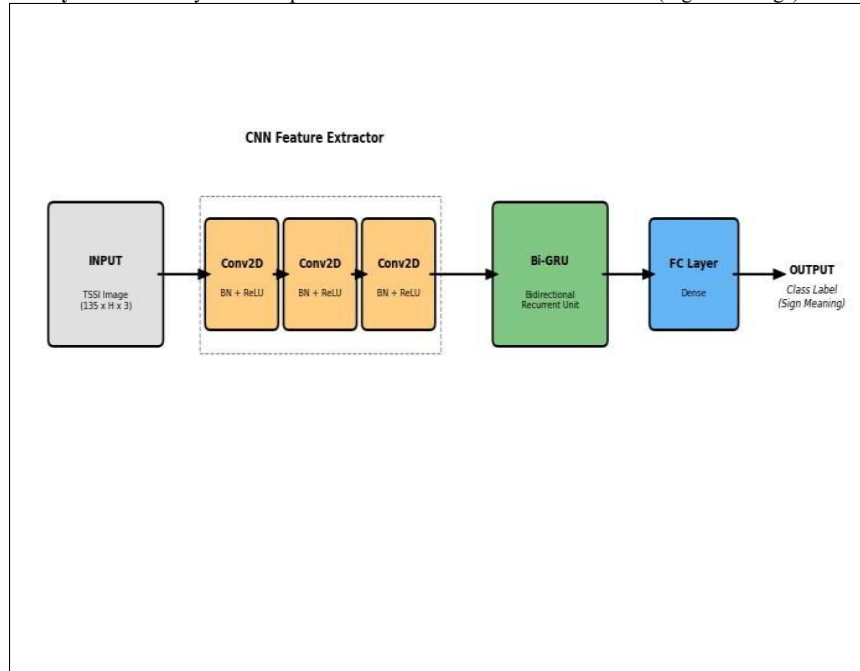 CNN Feature Extractor
INPUT
TSSI Image
(135 x H x 3)
Conv2D
BN + ReLU
Conv2D
BN + ReLU
Conv2D
BN + ReLU
Bi-GRU
Bidirectional
Recurrent Unit
FC Layer
Dense
OUTPUT
Class Label
(Sign Meaning)